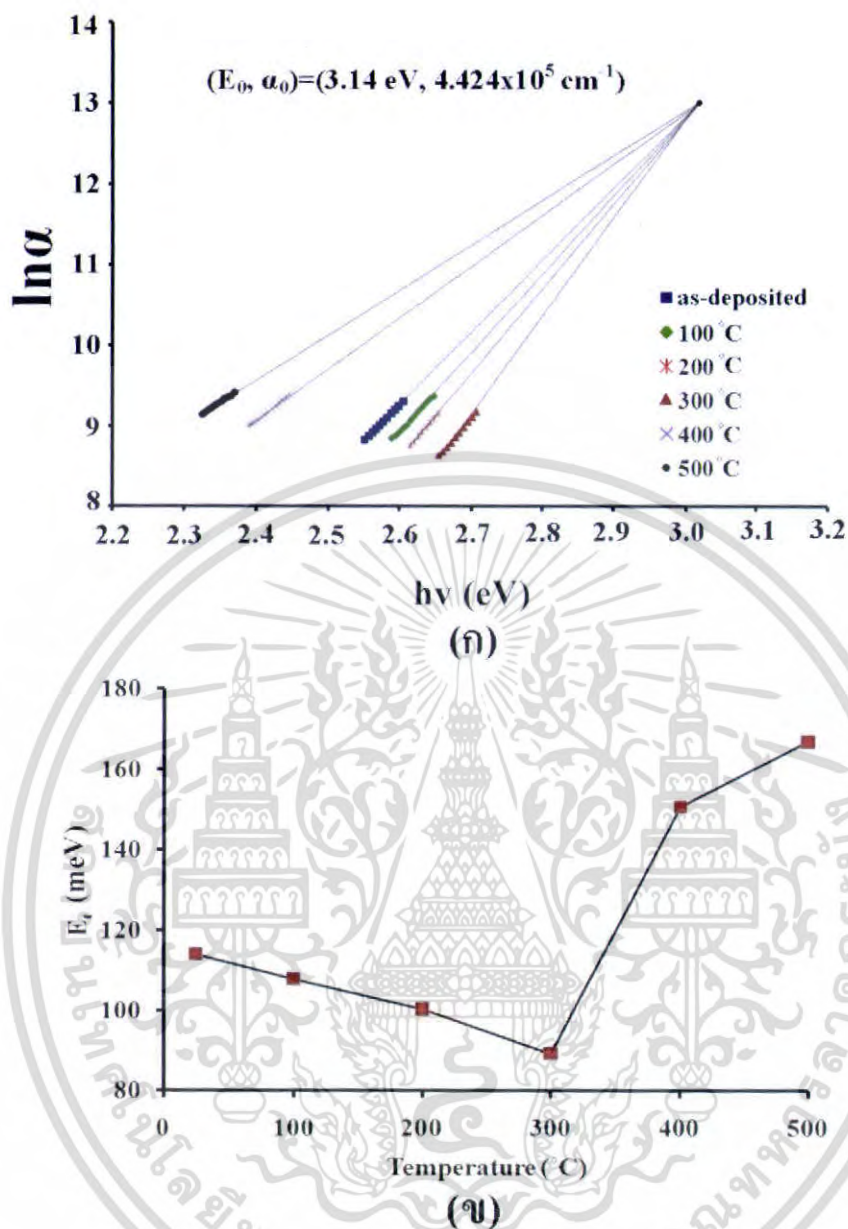 14
(E₀, α₀)=(3.14 eV, 4.424x10⁵ cm⁻¹)
13
12
11
lnα
10
9
8
as-deposited
100 °C
200 °C
300 °C
400 °C
500 °C
2.2 2.3 2.4 2.5 2.6 2.7 2.8 2.9 3.0 3.1 3.2
hν (eV)
(ก)
180
160
140
120
100
80
(meV)
0 100 200 300 400 500
Temperature (°C)
(ข)